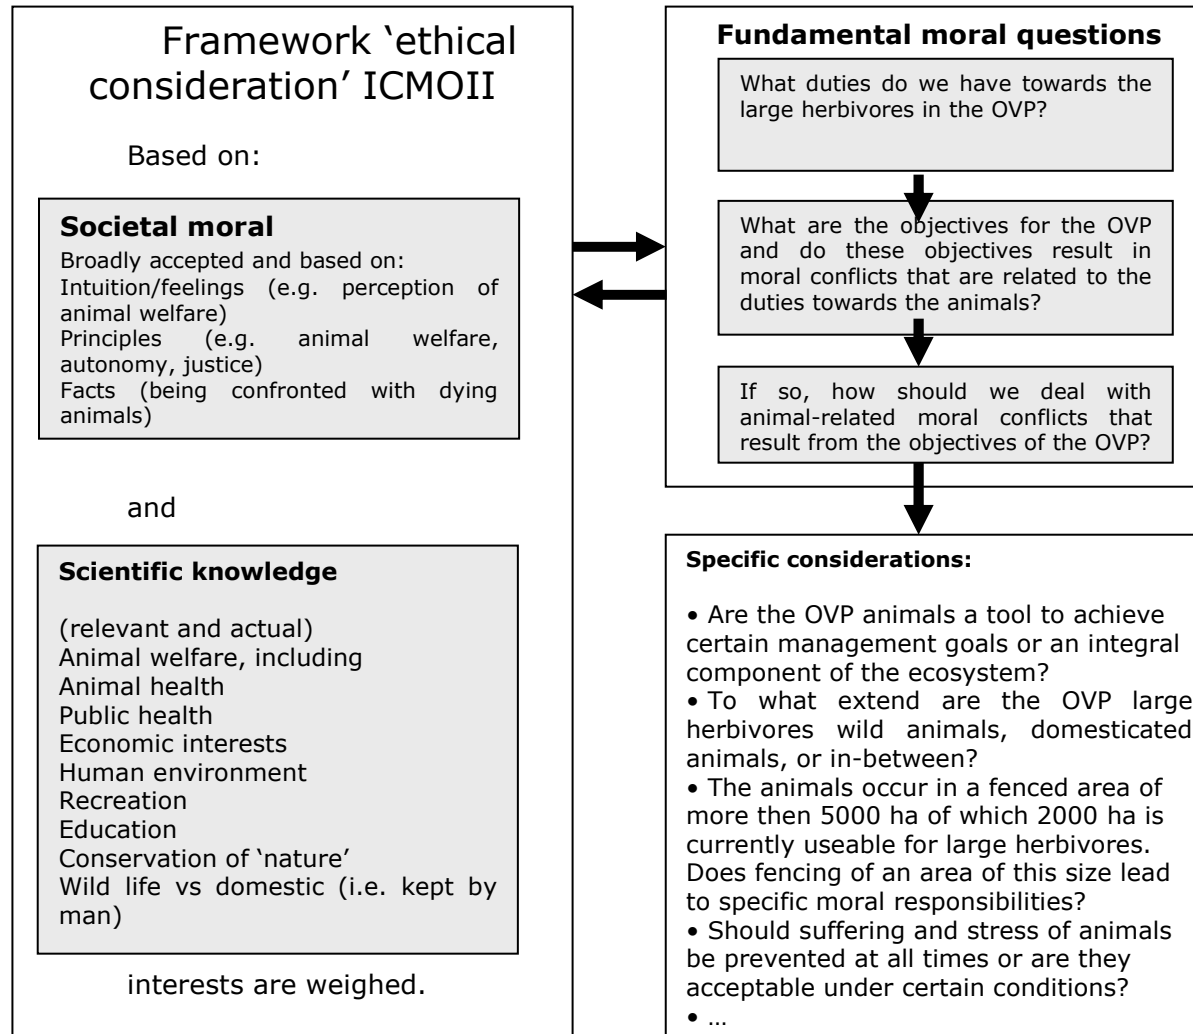 Framework ‘ethical
consideration’ ICMOII
Based on:
Societal moral
Broadly accepted and based on:
Intuition/feelings (e.g. perception of
animal welfare)
Principles (e.g. animal welfare,
autonomy, justice)
Facts (being confronted with dying
animals)
and
Scientific knowledge
(relevant and actual)
Animal welfare, including
Animal health
Public health
Economic interests
Human environment
Recreation
Education
Conservation of ‘nature’
Wild life vs domestic (i.e. kept by
man)
interests are weighed.
Fundamental moral questions
What duties do we have towards the
large herbivores in the OVP?
What are the objectives for the OVP
and do these objectives result in
moral conflicts that are related to the
duties towards the animals?
If so, how should we deal with
animal-related moral conflicts that
result from the objectives of the OVP?
Specific considerations:
• Are the OVP animals a tool to achieve
certain management goals or an integral
component of the ecosystem?
• To what extend are the OVP large
herbivores wild animals, domesticated
animals, or in-between?
• The animals occur in a fenced area of
more then 5000 ha of which 2000 ha is
currently useable for large herbivores.
Does fencing of an area of this size lead
to specific moral responsibilities?
• Should suffering and stress of animals
be prevented at all times or are they
acceptable under certain conditions?
• …